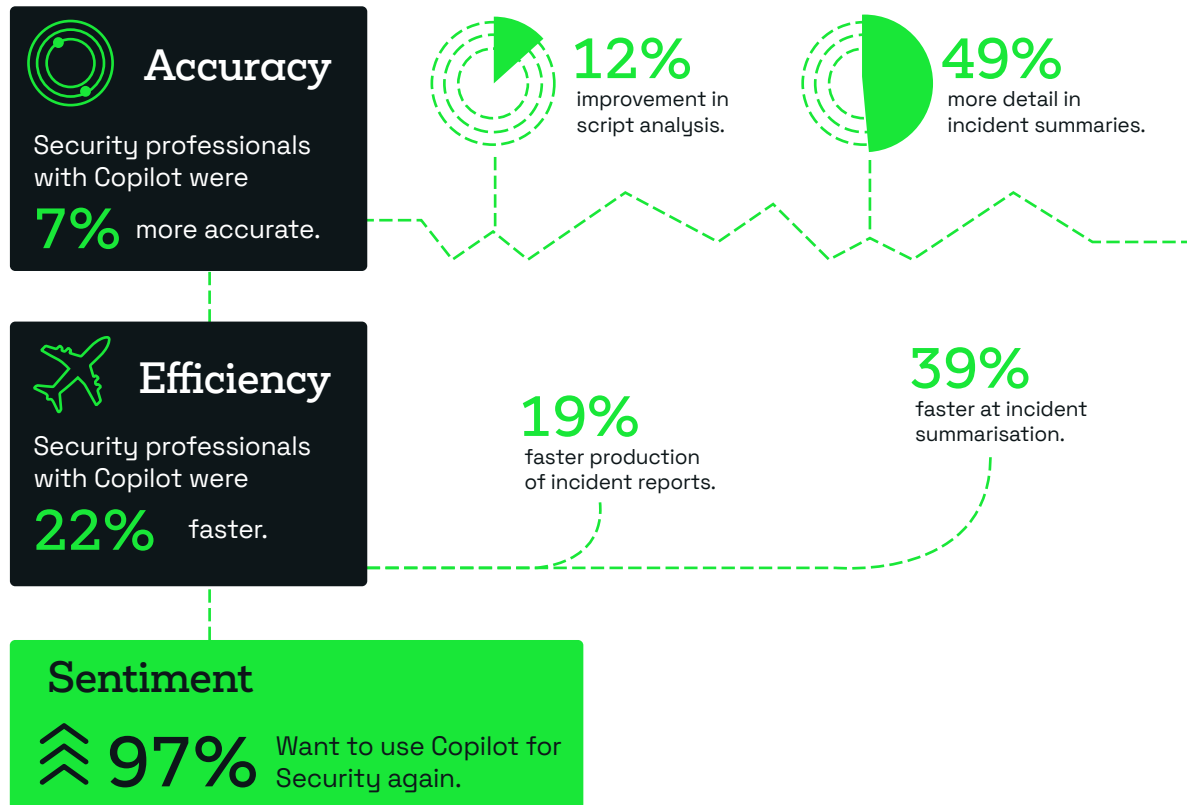 Accuracy
Security professionals
with Copilot were
7% more accurate.
12%
improvement in
script analysis.
49%
more detail in
incident summaries.
Efficiency
Security professionals
with Copilot were
22% faster.
19%
faster production
of incident reports.
39%
faster at incident
summarisation.
Sentiment
97%
Want to use Copilot for
Security again.